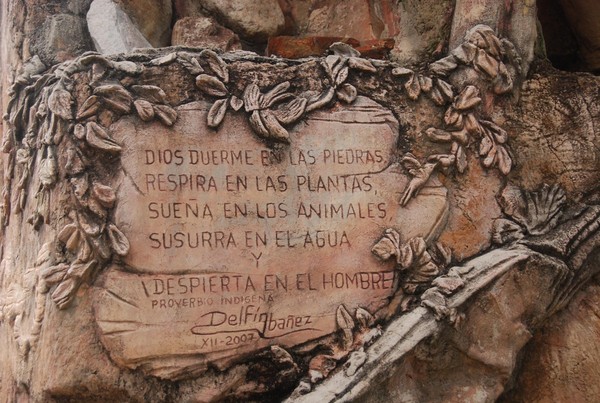 DIOS DUERME EN LAS PIEDRAS,
RESPIRA EN LAS PLANTAS,
SUEÑA EN LOS ANIMALES,
SUSURRA EN EL AGUA
Y
¡DESPIERTA EN EL HOMBRE!
PROVERBIO INDIGENA
Delfin Ibañez
XII-2007